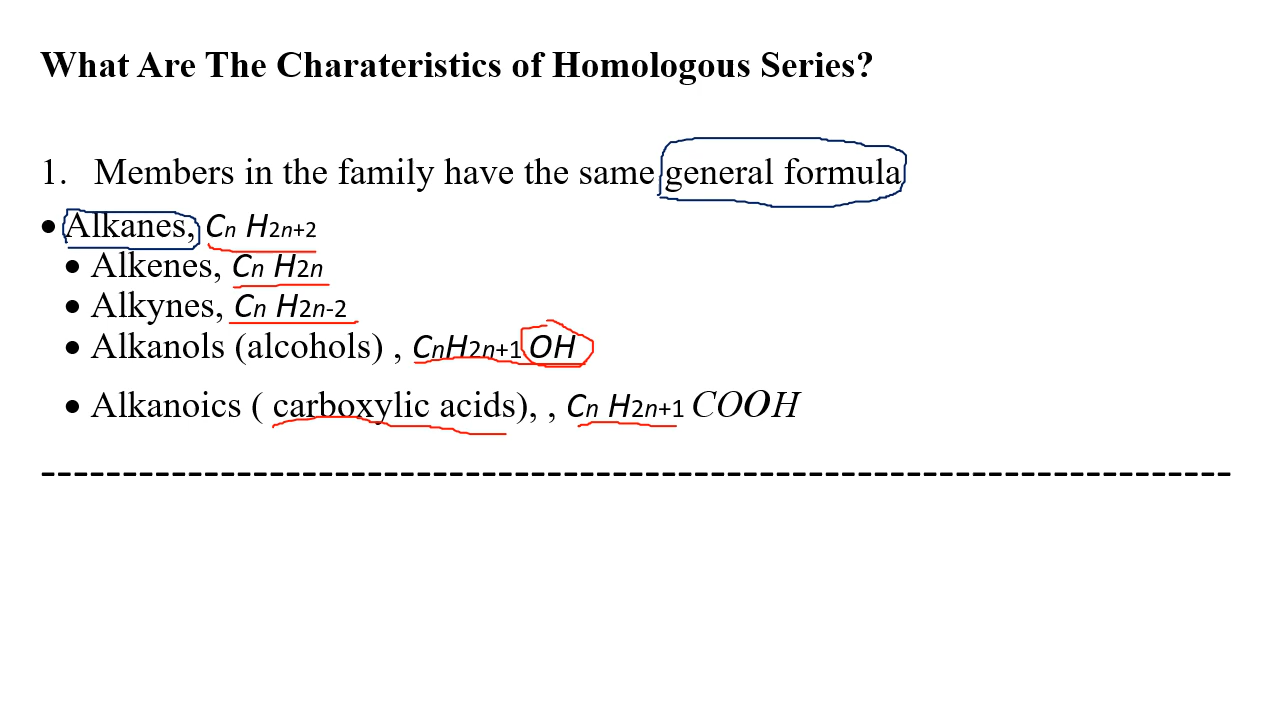 What Are The Charateristics of Homologous Series?
1. Members in the family have the same general formula
• Alkanes, Cn H2n+2
• Alkenes, Cn H2n
• Alkynes, Cn H2n-2
• Alkanols (alcohols) , CnH2n+1 OH
• Alkanoics ( carboxylic acids), , Cn H2n+1 COOH
--------------------------------------------------------------------